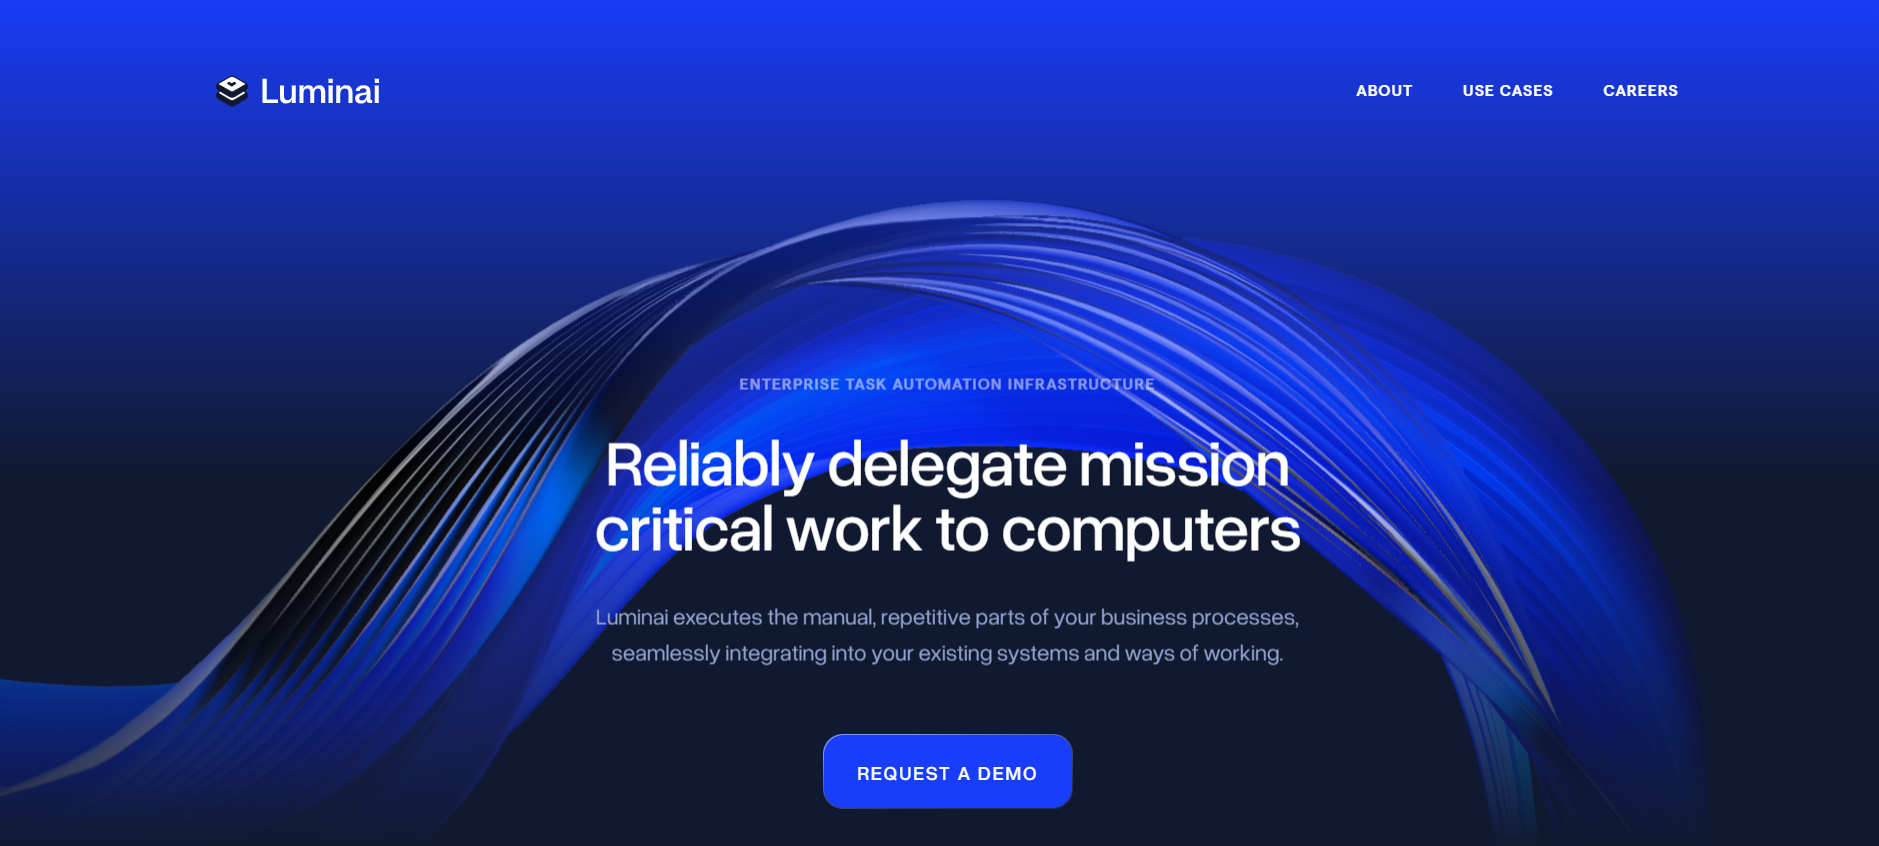 Luminai
ABOUT
USE CASES
CAREERS
ENTERPRISE TASK AUTOMATION INFRASTRUCTURE
Reliably delegate mission
critical work to computers
Luminai executes the manual, repetitive parts of your business processes,
seamlessly integrating into your existing systems and ways of working.
REQUEST A DEMO